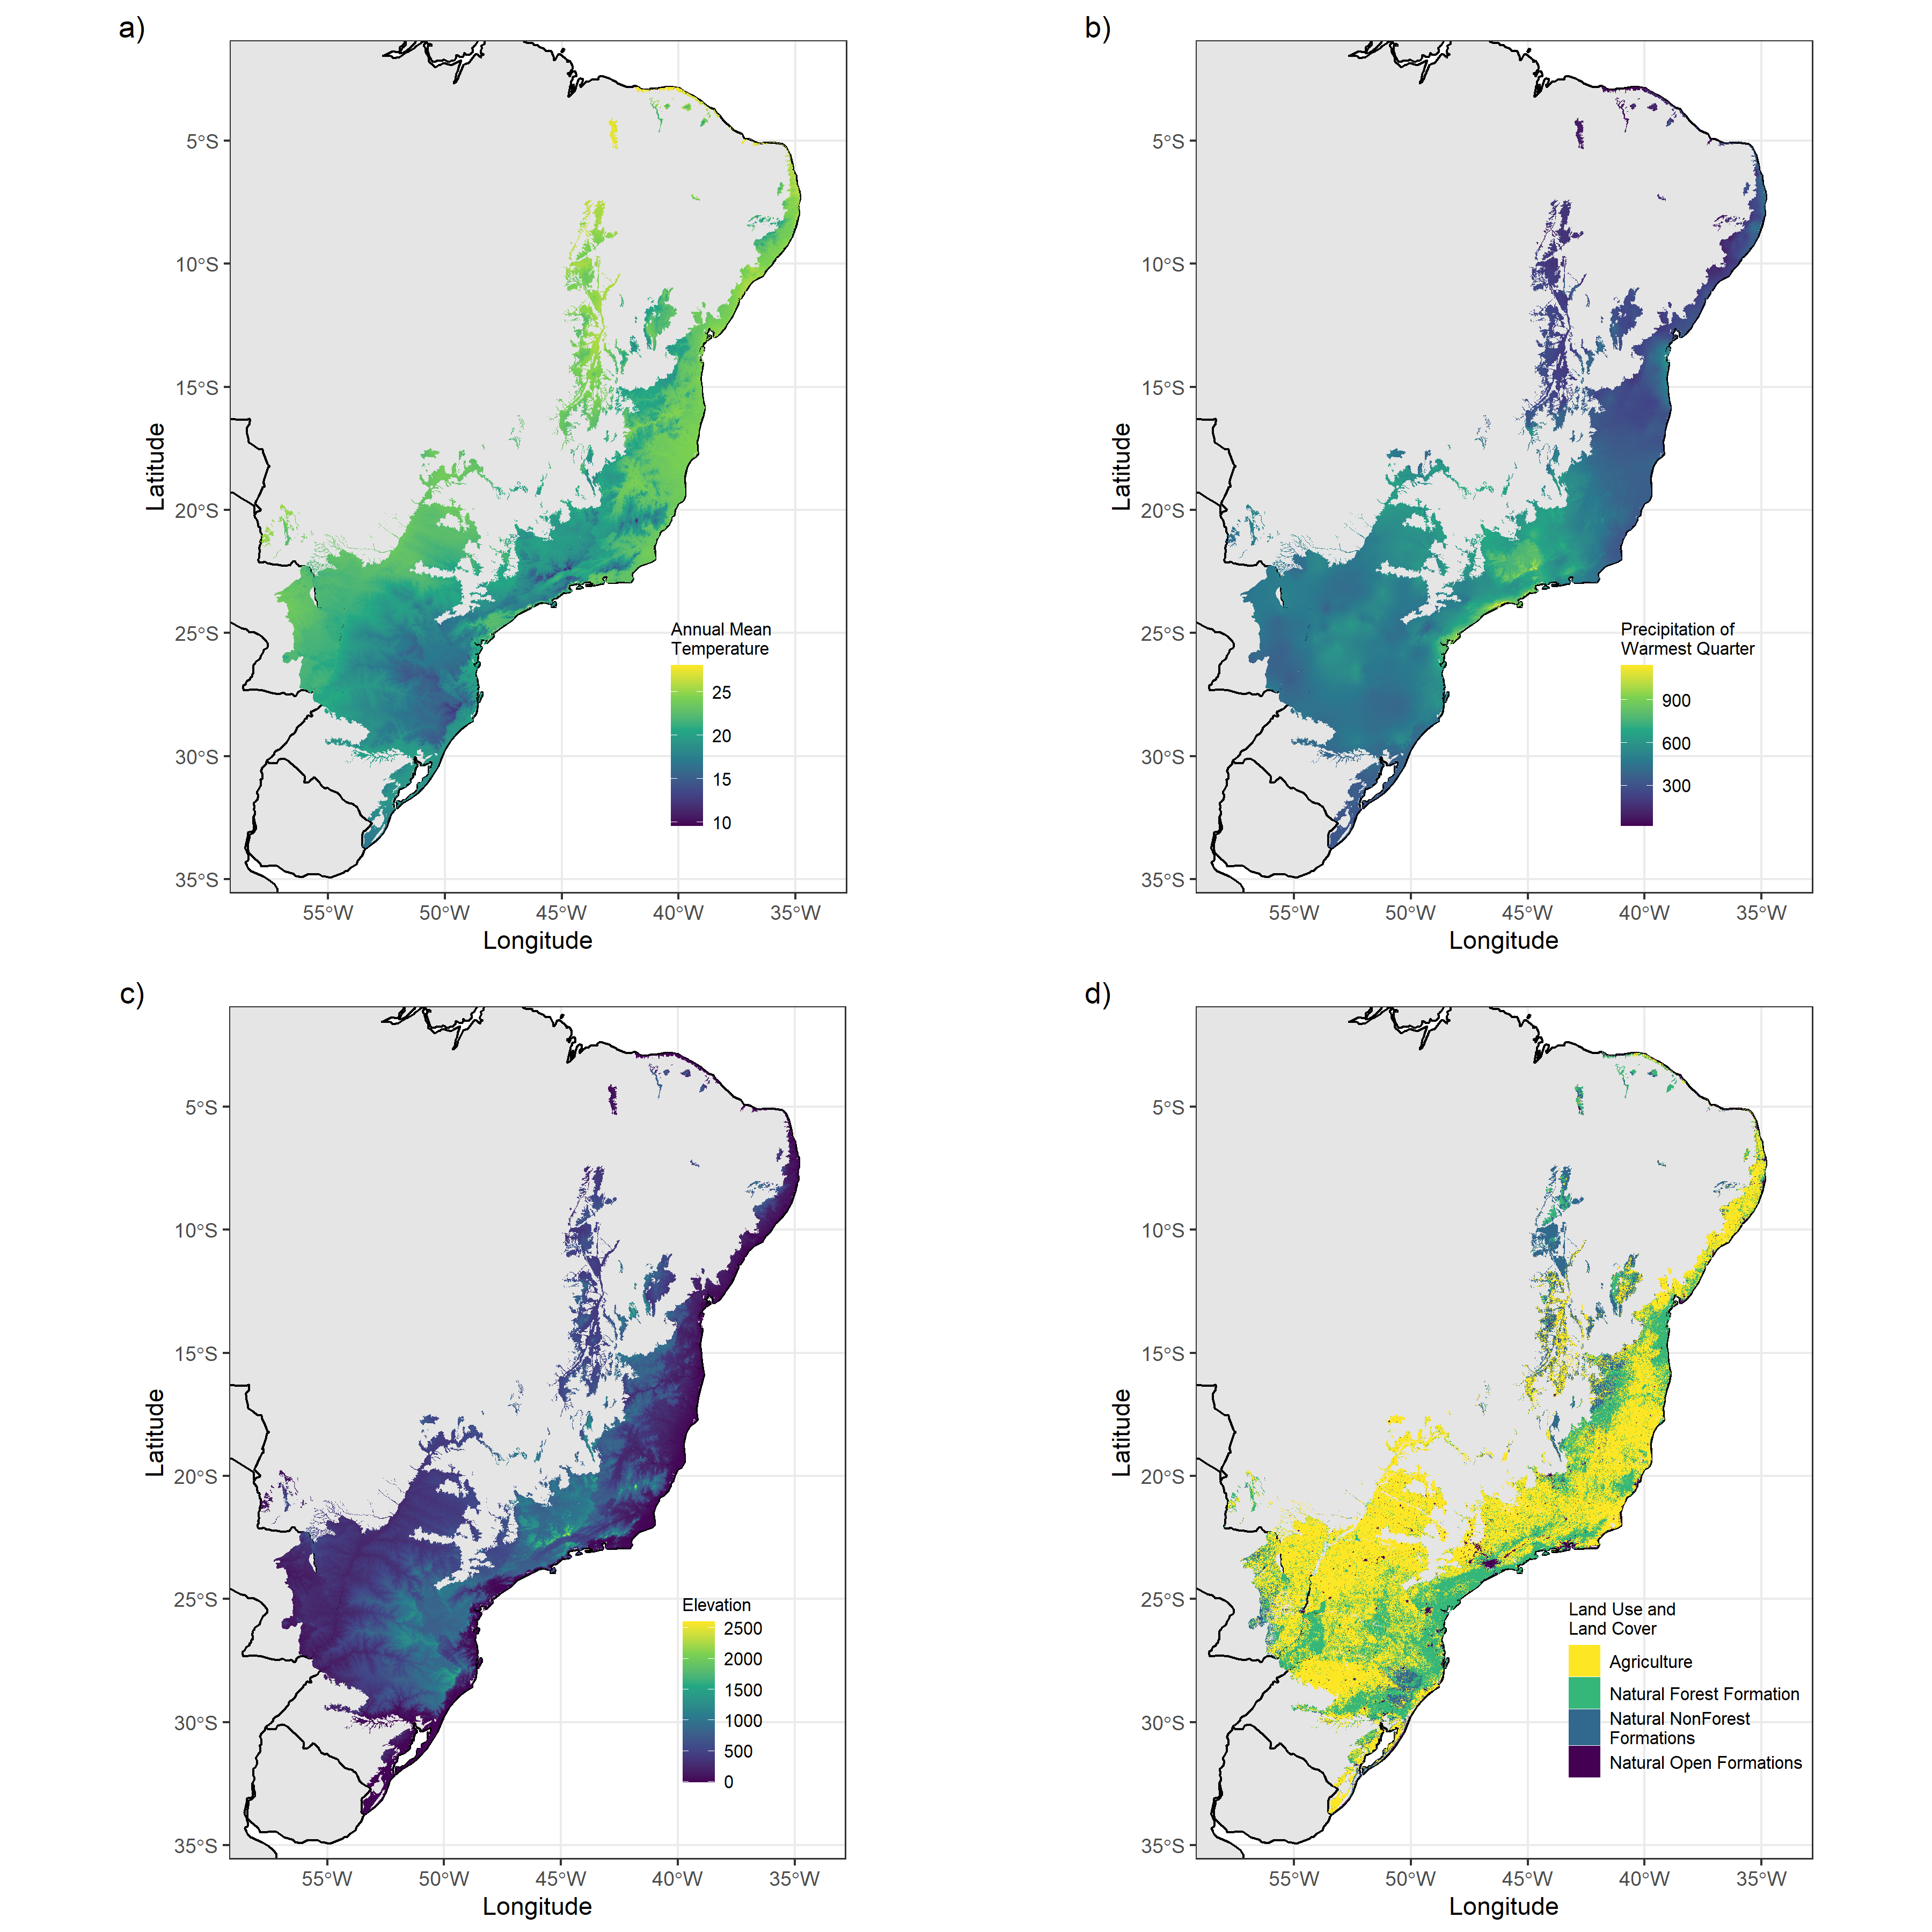 a)
Latitude
5°S
10°S
15°S
20°S
25°S
30°S
35°S
Annual Mean
Temperature
25
20
15
10
55°W 50°W 45°W 40°W 35°W
Longitude
b)
Latitude
5°S
10°S
15°S
20°S
25°S
30°S
35°S
Precipitation of
Warmest Quarter
900
600
300
55°W 50°W 45°W 40°W 35°W
Longitude
c)
Latitude
5°S
10°S
15°S
20°S
25°S
30°S
35°S
Elevation
2500
2000
1500
1000
500
0
55°W 50°W 45°W 40°W 35°W
Longitude
d)
Latitude
5°S
10°S
15°S
20°S
25°S
30°S
35°S
Land Use and
Land Cover
Agriculture
Natural Forest Formation
Natural NonForest
Formations
Natural Open Formations
55°W 50°W 45°W 40°W 35°W
Longitude